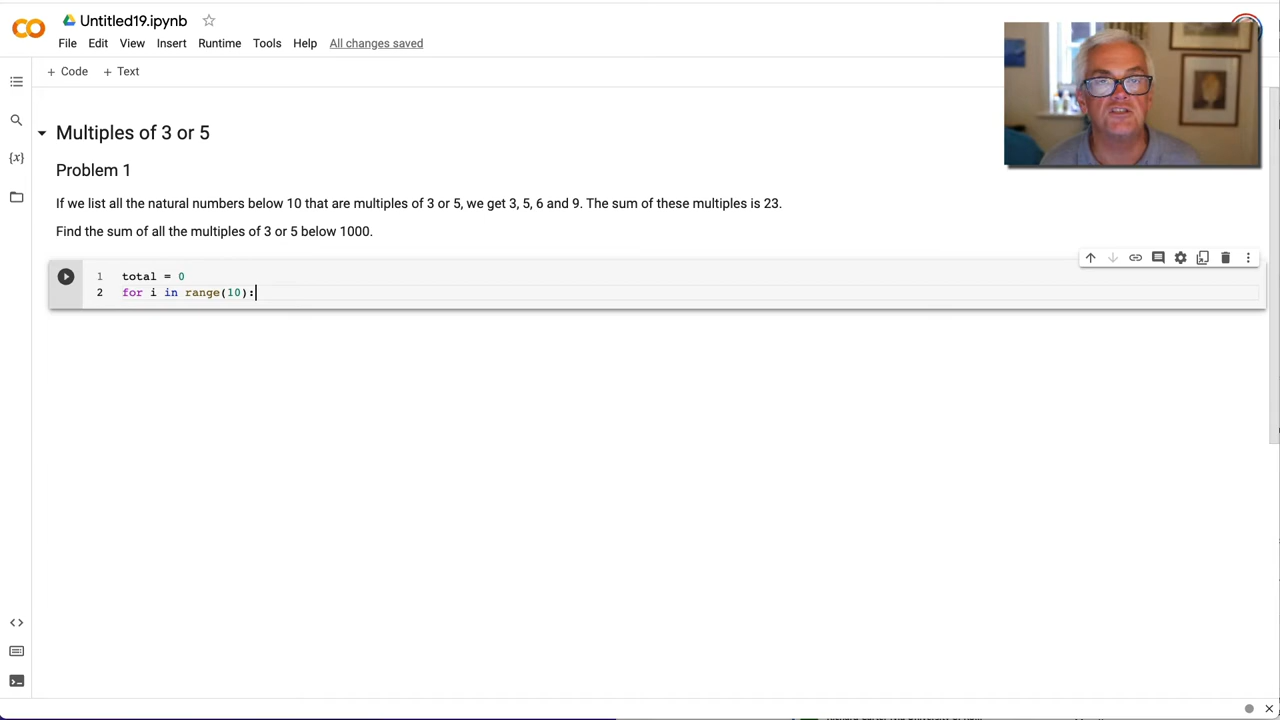 Untitled19.ipynb
File Edit View Insert Runtime Tools Help All changes saved
+ Code + Text
Multiples of 3 or 5
Problem 1
If we list all the natural numbers below 10 that are multiples of 3 or 5, we get 3, 5, 6 and 9. The sum of these multiples is 23.
Find the sum of all the multiples of 3 or 5 below 1000.
1 total = 0
2 for i in range(10):